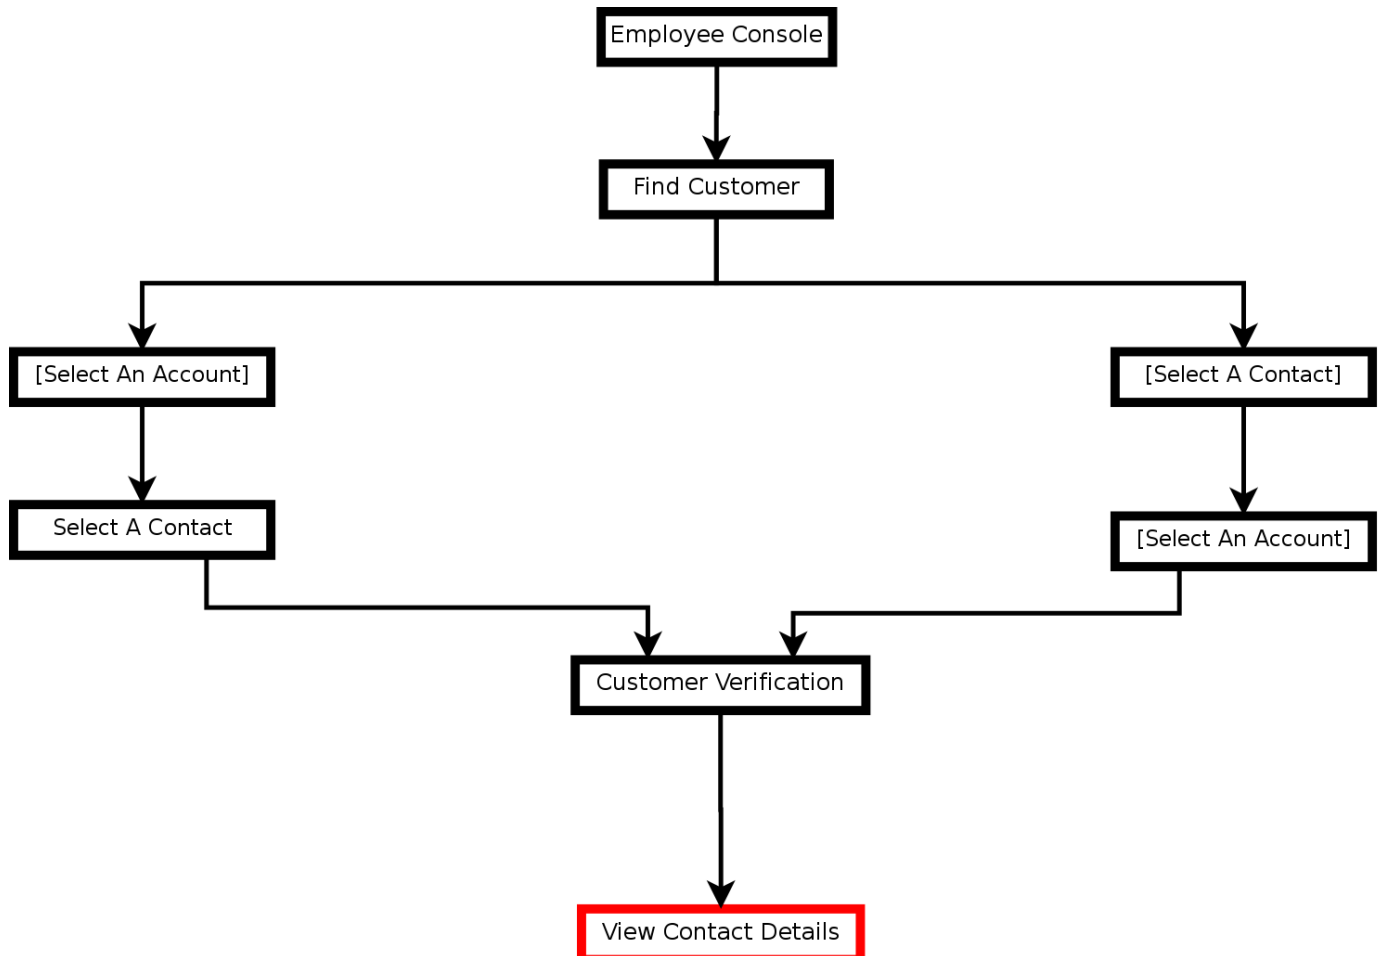 Employee Console
Find Customer
[Select An Account]
[Select A Contact]
Select A Contact
[Select An Account]
Customer Verification
View Contact Details